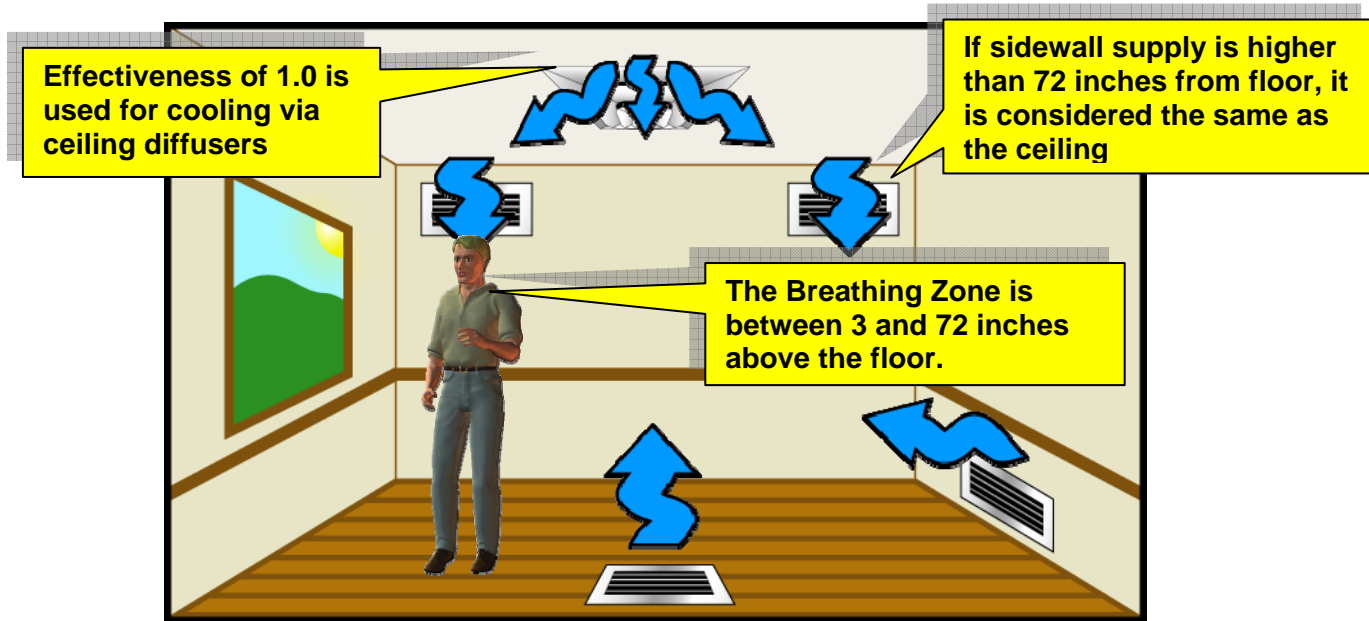 Effectiveness of 1.0 is
used for cooling via
ceiling diffusers
If sidewall supply is higher
than 72 inches from floor, it
is considered the same as
the ceiling
The Breathing Zone is
between 3 and 72 inches
above the floor.